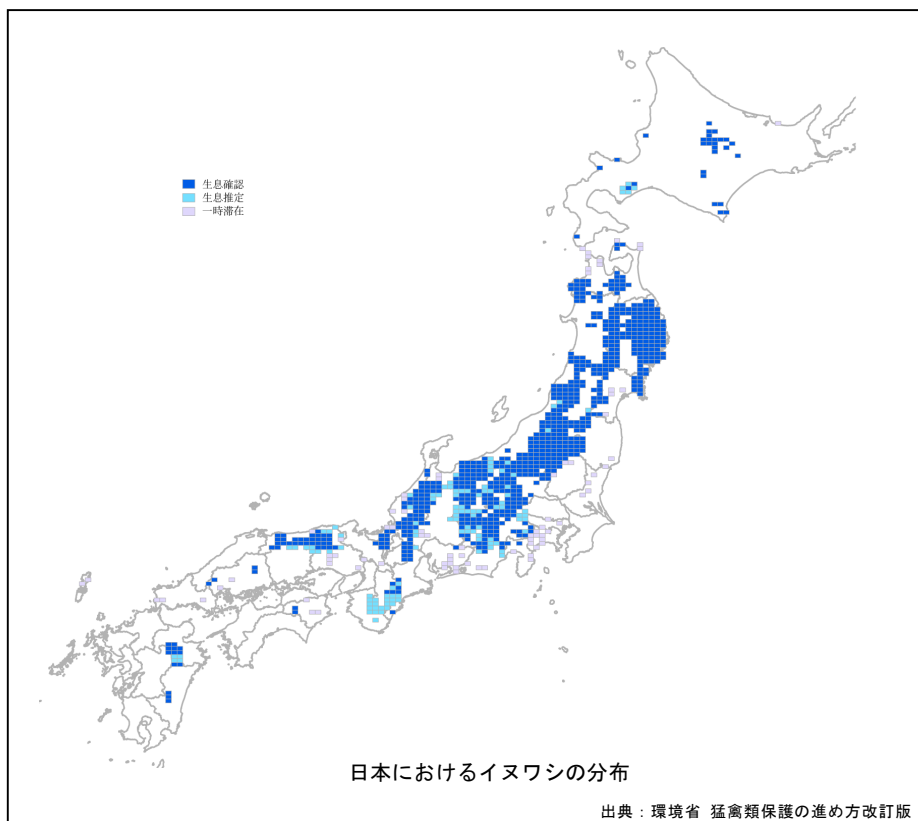 生息確認
生息推定
一時滞在
日本におけるイヌワシの分布
出典：環境省 猛禽類保護の進め方改訂版